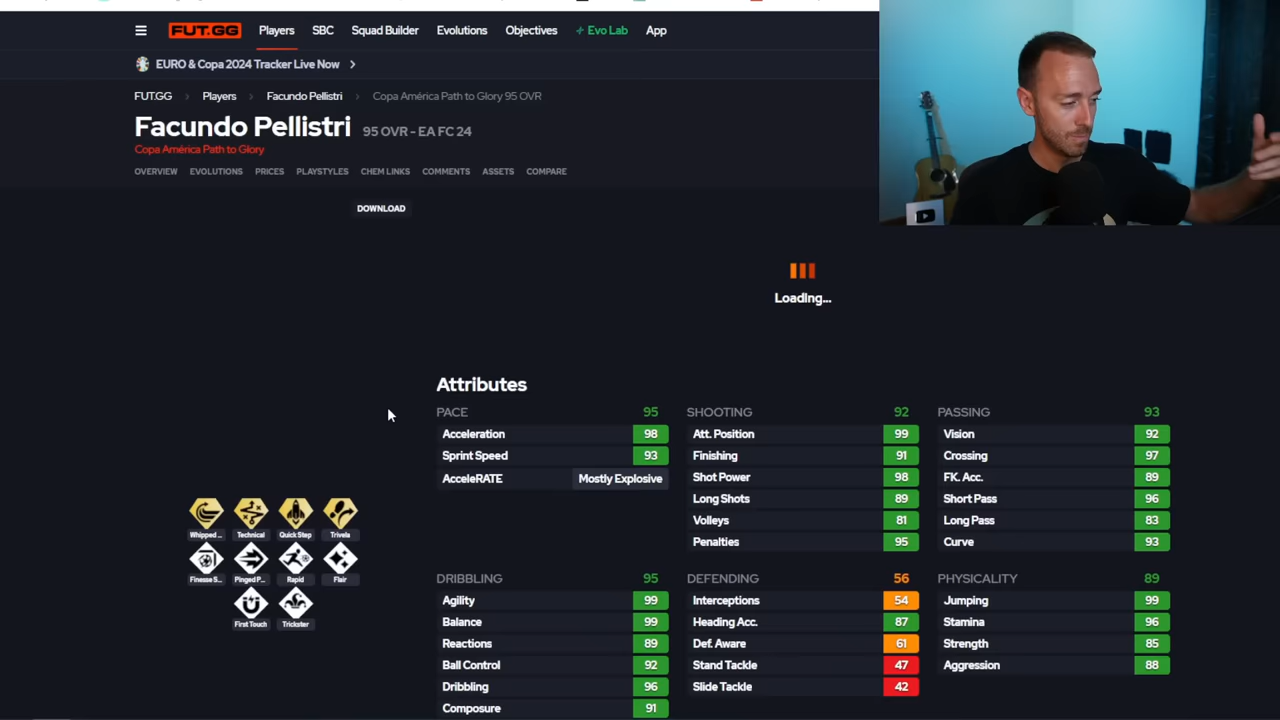 FUT.GG Players SBC Squad Builder Evolutions Objectives + Evo Lab App
EURO & Copa 2024 Tracker Live Now
FUT.GG Players Facundo Pellistri Copa América Path to Glory 95 OVR
Facundo Pellistri 95 OVR - EA FC 24
Copa América Path to Glory
OVERVIEW EVOLUTIONS PRICES PLAYSTYLES CHEM LINKS COMMENTS ASSETS COMPARE
DOWNLOAD
Loading...
Whipped ... Technical Quick Step Trivela
Finesse S... Pinged P... Rapid Flair
First Touch Trickster
Attributes
PACE 95
Acceleration 98
Sprint Speed 93
AcceleRATE Mostly Explosive
SHOOTING 92
Att. Position 99
Finishing 91
Shot Power 98
Long Shots 89
Volleys 81
Penalties 95
PASSING 93
Vision 92
Crossing 97
FK. Acc. 89
Short Pass 96
Long Pass 83
Curve 93
DRIBBLING 95
Agility 99
Balance 99
Reactions 89
Ball Control 92
Dribbling 96
Composure 91
DEFENDING 56
Interceptions 54
Heading Acc. 87
Def. Aware 61
Stand Tackle 47
Slide Tackle 42
PHYSICALITY 89
Jumping 99
Stamina 96
Strength 85
Aggression 88